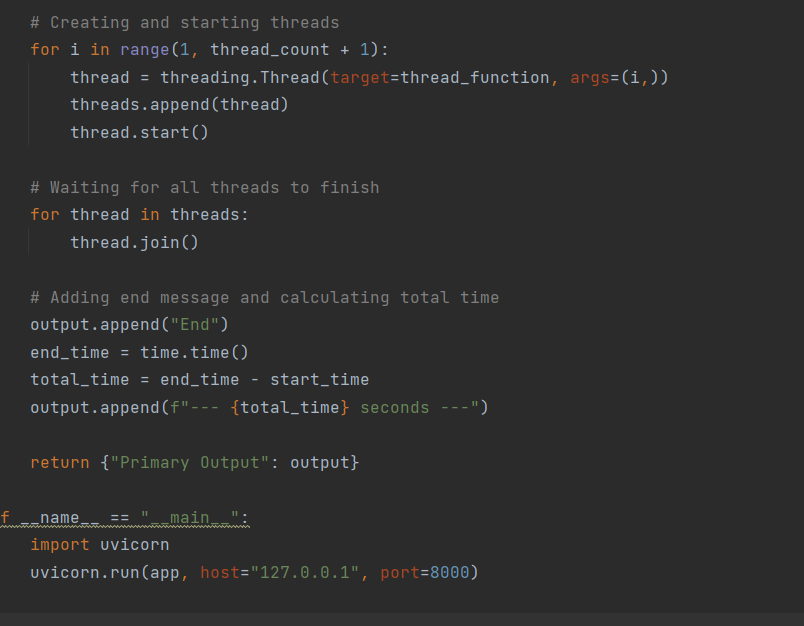 # Creating and starting threads
for i in range(1, thread_count + 1):
thread = threading.Thread(target=thread_function, args=(i,))
threads.append(thread)
thread.start()
# Waiting for all threads to finish
for thread in threads:
thread.join()
# Adding end message and calculating total time
output.append("End")
end_time = time.time()
total_time = end_time - start_time
output.append(f"--- {total_time} seconds ---")
return {"Primary Output": output}
f __name__ == "__main__":
import uvicorn
uvicorn.run(app, host="127.0.0.1", port=8000)